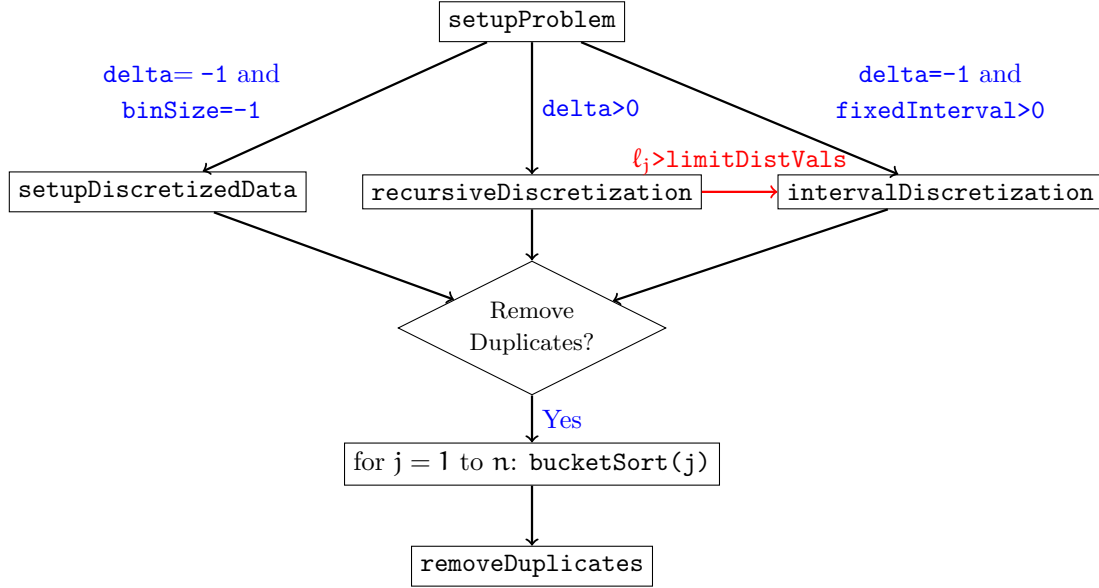 setupProblem
delta= -1 and
binSize=-1
delta>0
delta=-1 and
fixedInterval>0
ℓj>limitDistVals
setupDiscretizedData
recursiveDiscretization
intervalDiscretization
Remove
Duplicates?
Yes
for j = 1 to n: bucketSort(j)
removeDuplicates